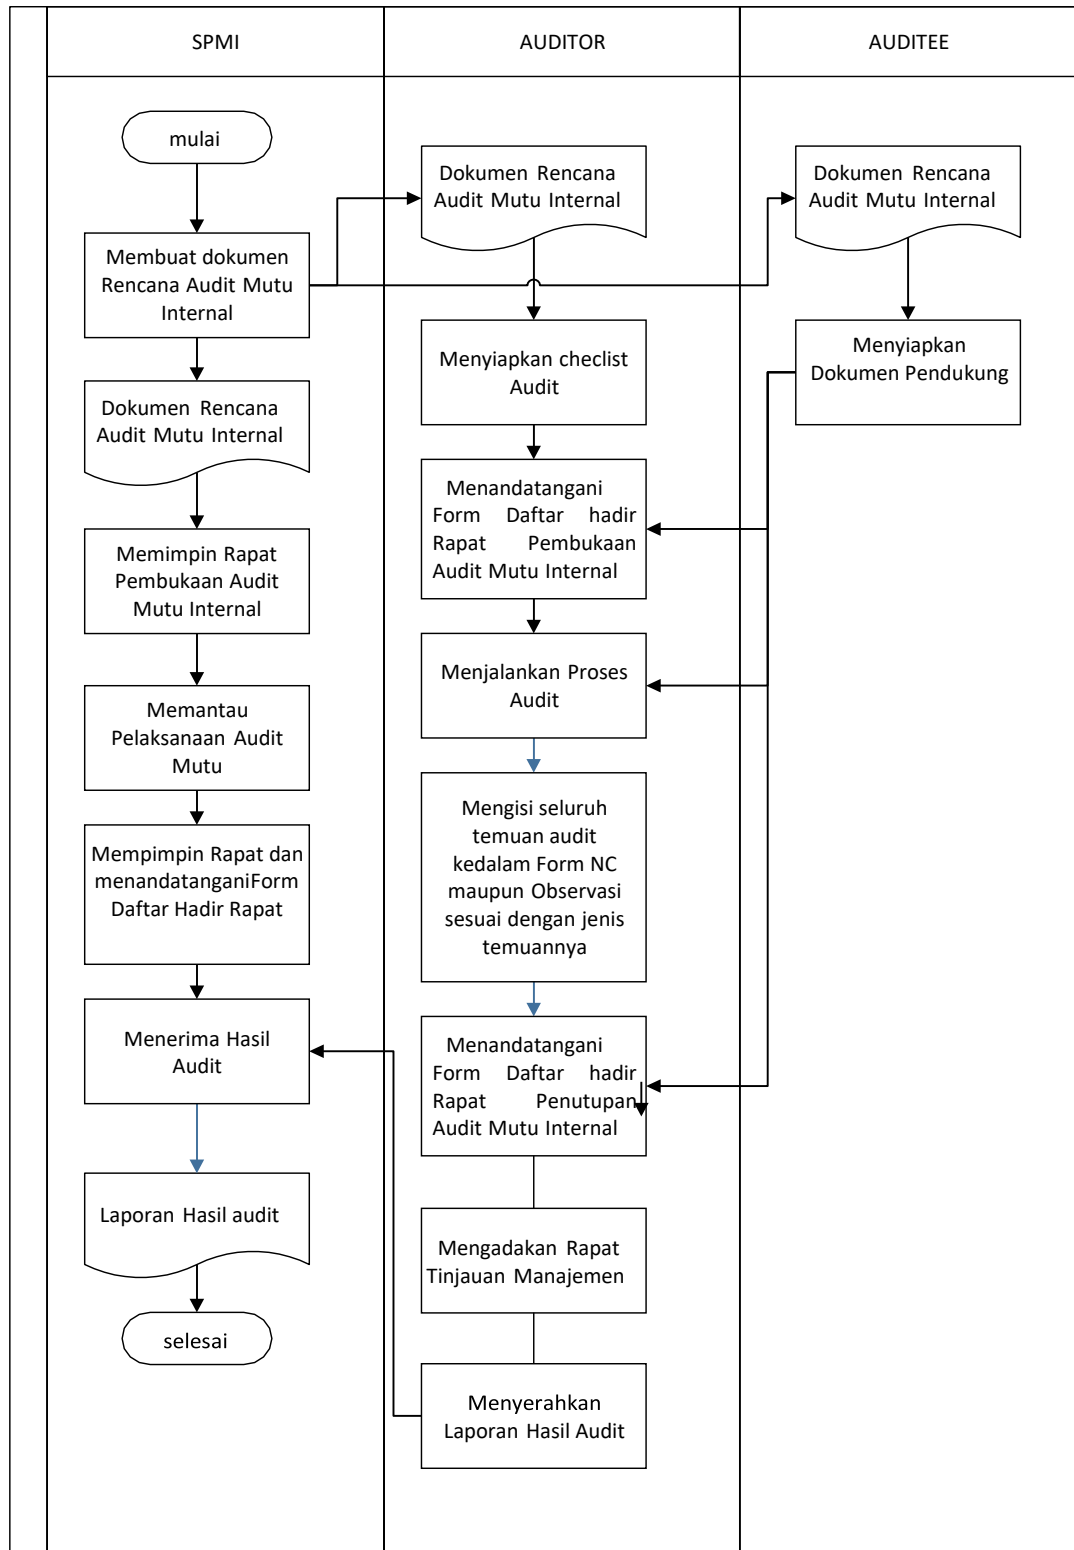 SPMI
AUDITOR
AUDITEE
mulai
Membuat dokumen
Rencana Audit Mutu
Internal
Dokumen Rencana
Audit Mutu Internal
Memimpin Rapat
Pembukaan Audit
Mutu Internal
Memantau
Pelaksanaan Audit
Mutu
Mempimpin Rapat dan
menandatanganiForm
Daftar Hadir Rapat
Menerima Hasil
Audit
Laporan Hasil audit
selesai
Dokumen Rencana
Audit Mutu Internal
Menyiapkan checlist
Audit
Menandatangani
Form Daftar hadir
Rapat Pembukaan
Audit Mutu Internal
Menjalankan Proses
Audit
Mengisi seluruh
temuan audit
kedalam Form NC
maupun Observasi
sesuai dengan jenis
temuannya
Menandatangani
Form Daftar hadir
Rapat Penutupan
Audit Mutu Internal
Mengadakan Rapat
Tinjauan Manajemen
Menyerahkan
Laporan Hasil Audit
Dokumen Rencana
Audit Mutu Internal
Menyiapkan
Dokumen Pendukung